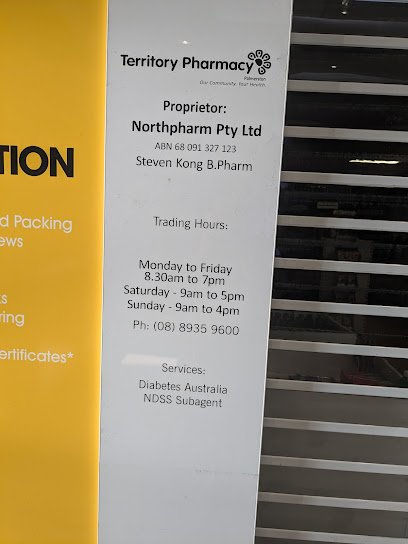 Territory Pharmacy
Palmerston
Our Community. Your Health.
Proprietor:
Northpharm Pty Ltd
ABN 68 091 327 123
Steven Kong B.Pharm
Trading Hours:
Monday to Friday
8.30am to 7pm
Saturday - 9am to 5pm
Sunday - 9am to 4pm
Ph: (08) 8935 9600
Services:
Diabetes Australia
NDSS Subagent
TION
d Packing
ews
ks
ring
ertificates*